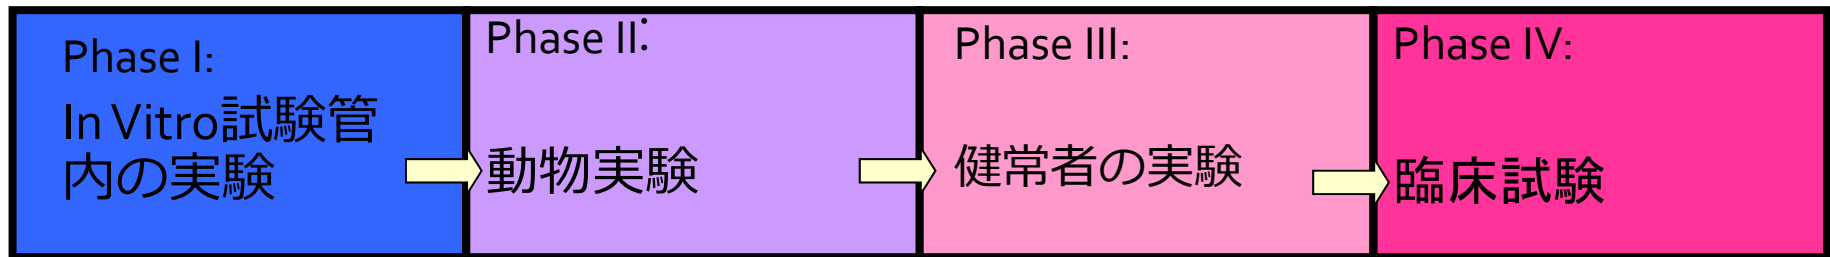 Phase I:
In Vitro試験管
内の実験
Phase II:
動物実験
Phase III:
健常者の実験
Phase IV:
臨床試験